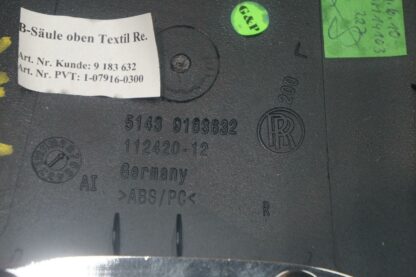 B-Säule oben Textil Re.
Art. Nr. Kunde: 9 183 632
Art. Nr. PVT: 1-07916-0300
G&P
L
200
5143 9183632
112420-12
Germany
>ABS/PC<
AI
RR
R